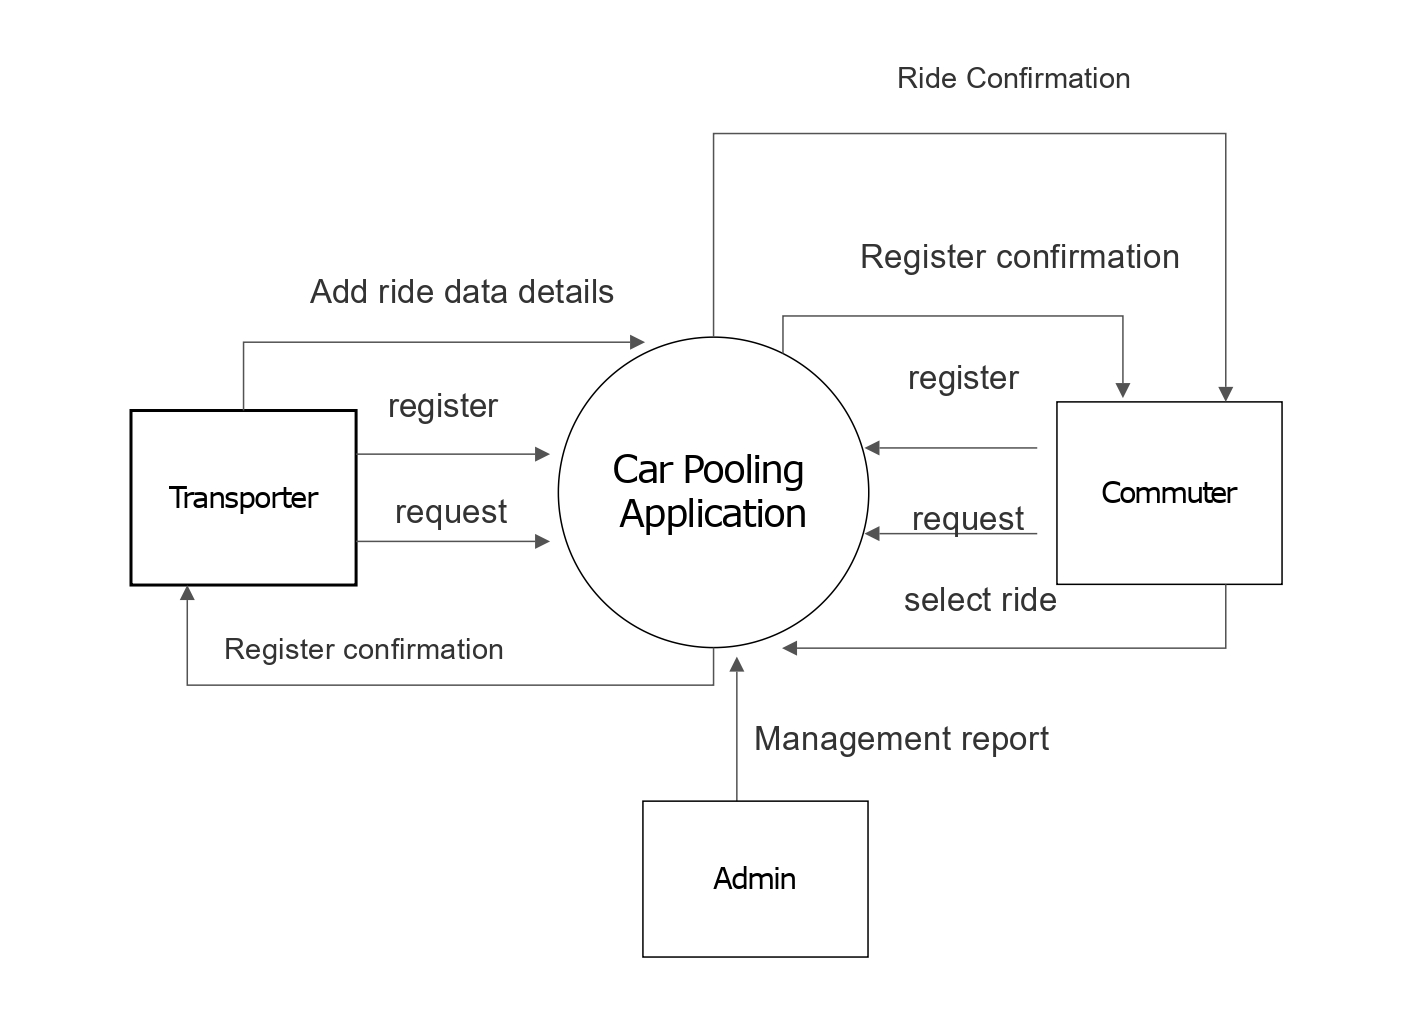 Ride Confirmation
Register confirmation
Add ride data details
register
register
Car Pooling
Application
Transporter
Commuter
request
request
select ride
Register confirmation
Management report
Admin